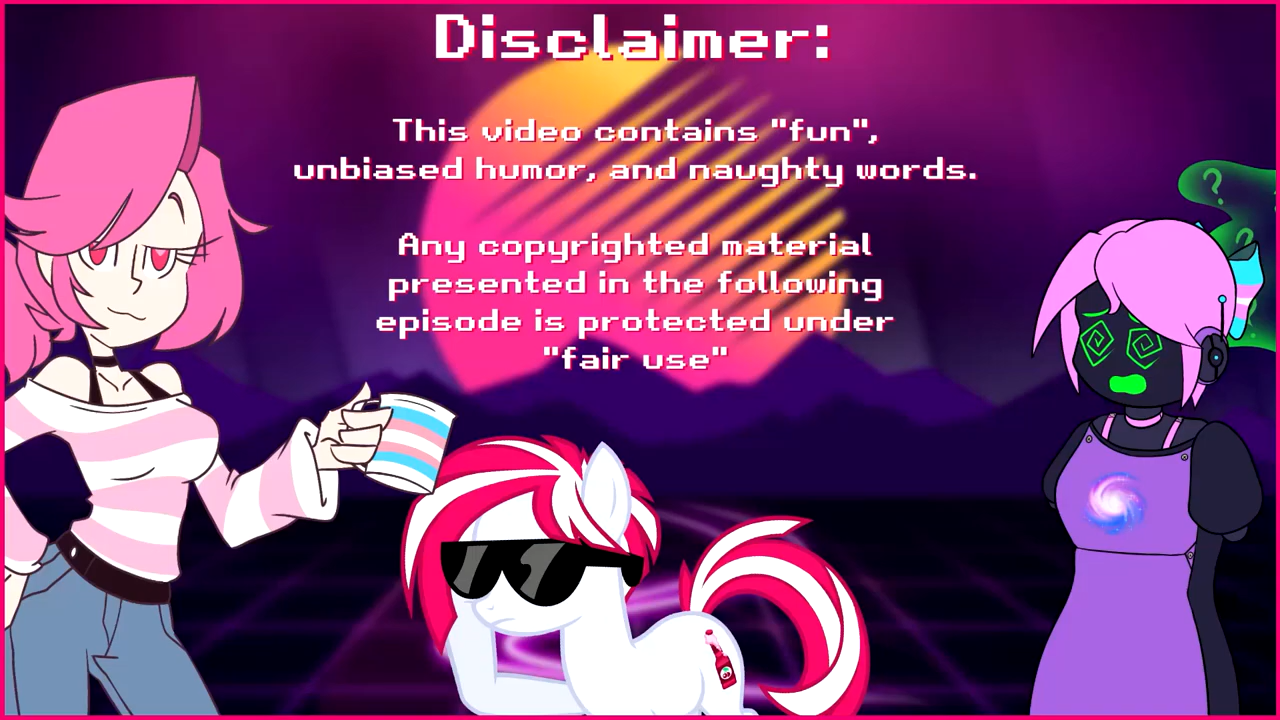 Disclaimer:
This video contains "fun",
unbiased humor, and naughty words.
Any copyrighted material
presented in the following
episode is protected under
"fair use"
? ?